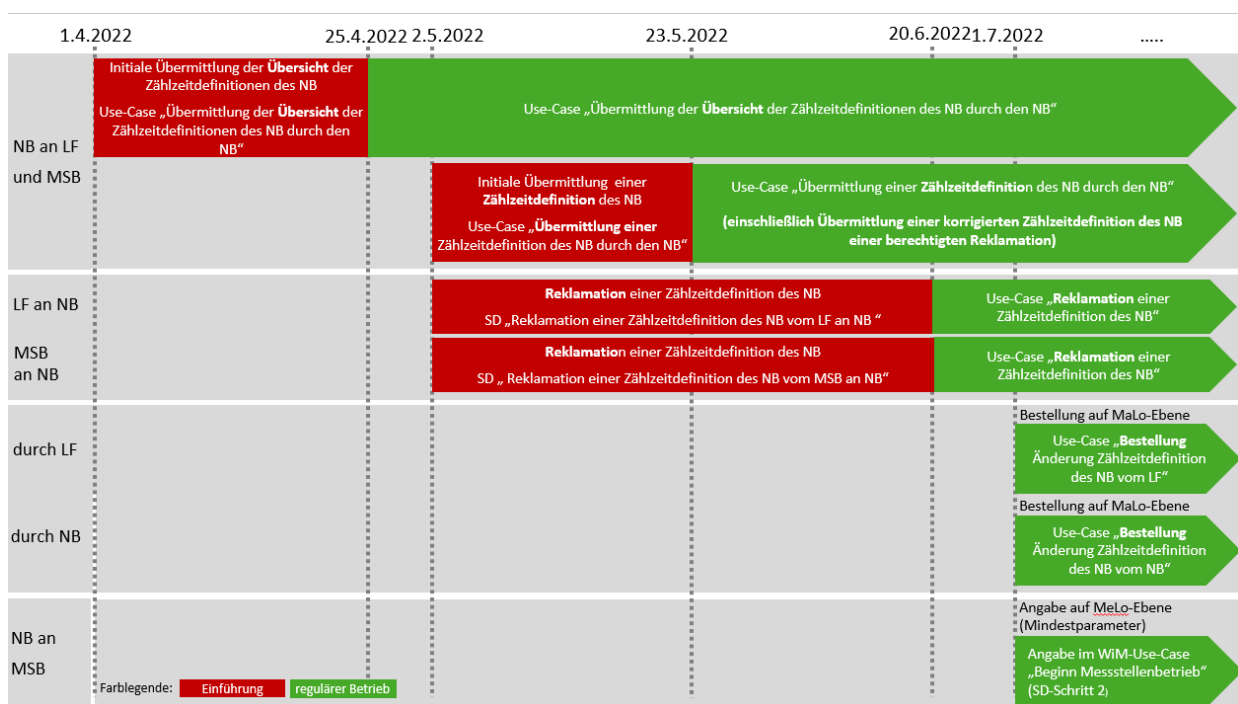 1.4.2022 25.4.2022 2.5.2022 23.5.2022 20.6.2022 1.7.2022 .....
NB an LF
und MSB
Initiale Übermittlung der Übersicht der
Zählzeitdefinitionen des NB
Use-Case „Übermittlung der Übersicht der
Zählzeitdefinitionen des NB durch den
NB“
Use-Case „Übermittlung der Übersicht der Zählzeitdefinitionen des NB durch den NB“
Initiale Übermittlung einer
Zählzeitdefinition des NB
Use-Case „Übermittlung einer
Zählzeitdefinition des NB durch den NB“
Use-Case „Übermittlung einer Zählzeitdefinition des NB durch den NB“
(einschließlich Übermittlung einer korrigierten Zählzeitdefinition des NB
einer berechtigten Reklamation)
LF an NB
Reklamation einer Zählzeitdefinition des NB
SD „Reklamation einer Zählzeitdefinition des NB vom LF an NB “
Use-Case „Reklamation einer
Zählzeitdefinition des NB“
MSB
an NB
Reklamation einer Zählzeitdefinition des NB
SD „ Reklamation einer Zählzeitdefinition des NB vom MSB an NB“
Use-Case „Reklamation einer
Zählzeitdefinition des NB“
durch LF
Bestellung auf MaLo-Ebene
Use-Case „Bestellung
Änderung Zählzeitdefinition
des NB vom LF“
durch NB
Bestellung auf MaLo-Ebene
Use-Case „Bestellung
Änderung Zählzeitdefinition
des NB vom NB“
NB an
MSB
Angabe auf MeLo-Ebene
(Mindestparameter)
Angabe im WiM-Use-Case
„Beginn Messstellenbetrieb“
(SD-Schritt 2)
Farblegende: Einführung regulärer Betrieb